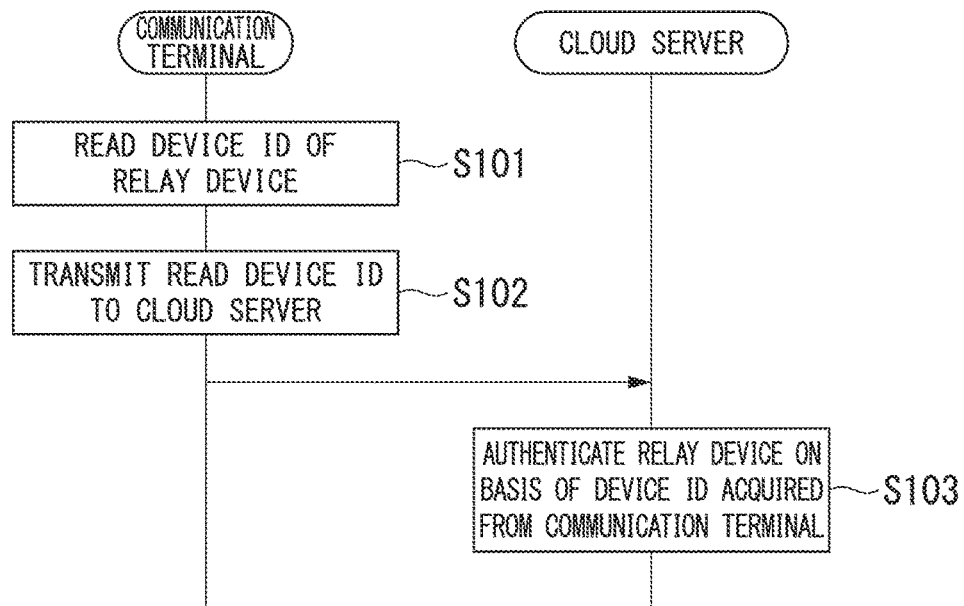 COMMUNICATION
TERMINAL
CLOUD SERVER
READ DEVICE ID OF
RELAY DEVICE
S101
TRANSMIT READ DEVICE ID
TO CLOUD SERVER
S102
AUTHENTICATE RELAY DEVICE ON
BASIS OF DEVICE ID ACQUIRED
FROM COMMUNICATION TERMINAL
S103